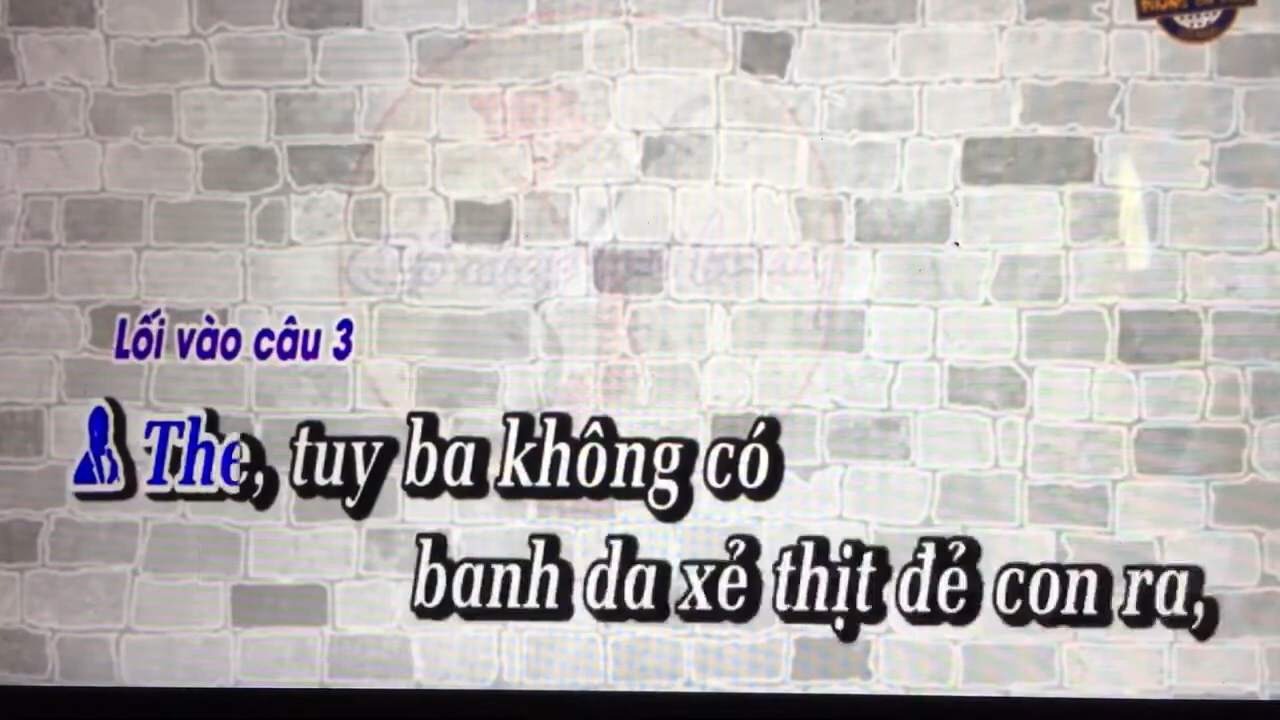 Lối vào câu 3
The, tuy ba không có
banh da xẻ thịt đẻ con ra,